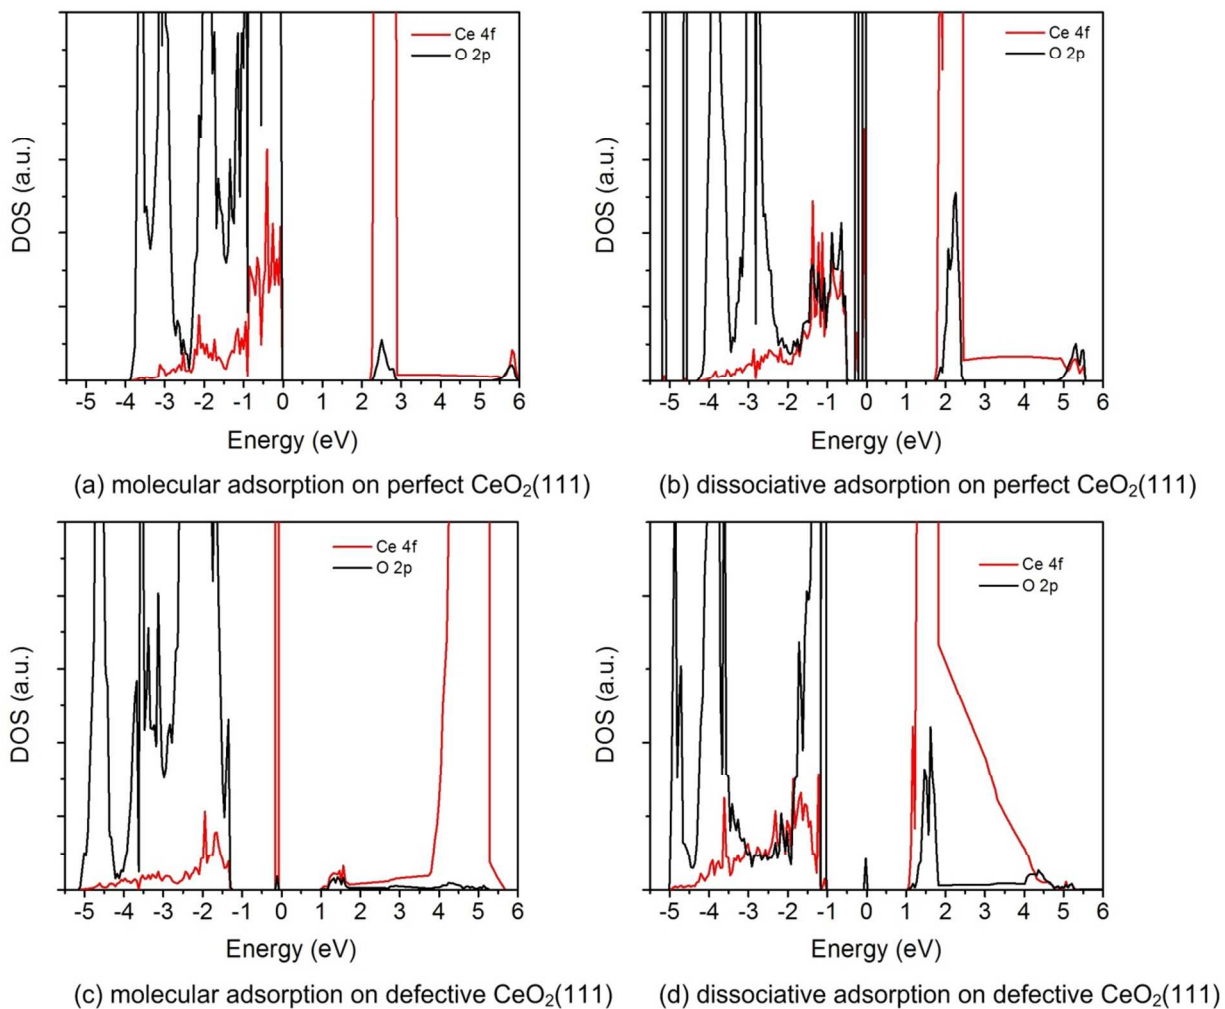 Ce 4f
O 2p
DOS (a.u.)
-5 -4 -3 -2 -1 0 1 2 3 4 5 6
Energy (eV)
(a) molecular adsorption on perfect CeO₂(111)
Ce 4f
O 2p
DOS (a.u.)
-5 -4 -3 -2 -1 0 1 2 3 4 5 6
Energy (eV)
(b) dissociative adsorption on perfect CeO₂(111)
Ce 4f
O 2p
DOS (a.u.)
-5 -4 -3 -2 -1 0 1 2 3 4 5 6
Energy (eV)
(c) molecular adsorption on defective CeO₂(111)
Ce 4f
O 2p
DOS (a.u.)
-5 -4 -3 -2 -1 0 1 2 3 4 5 6
Energy (eV)
(d) dissociative adsorption on defective CeO₂(111)